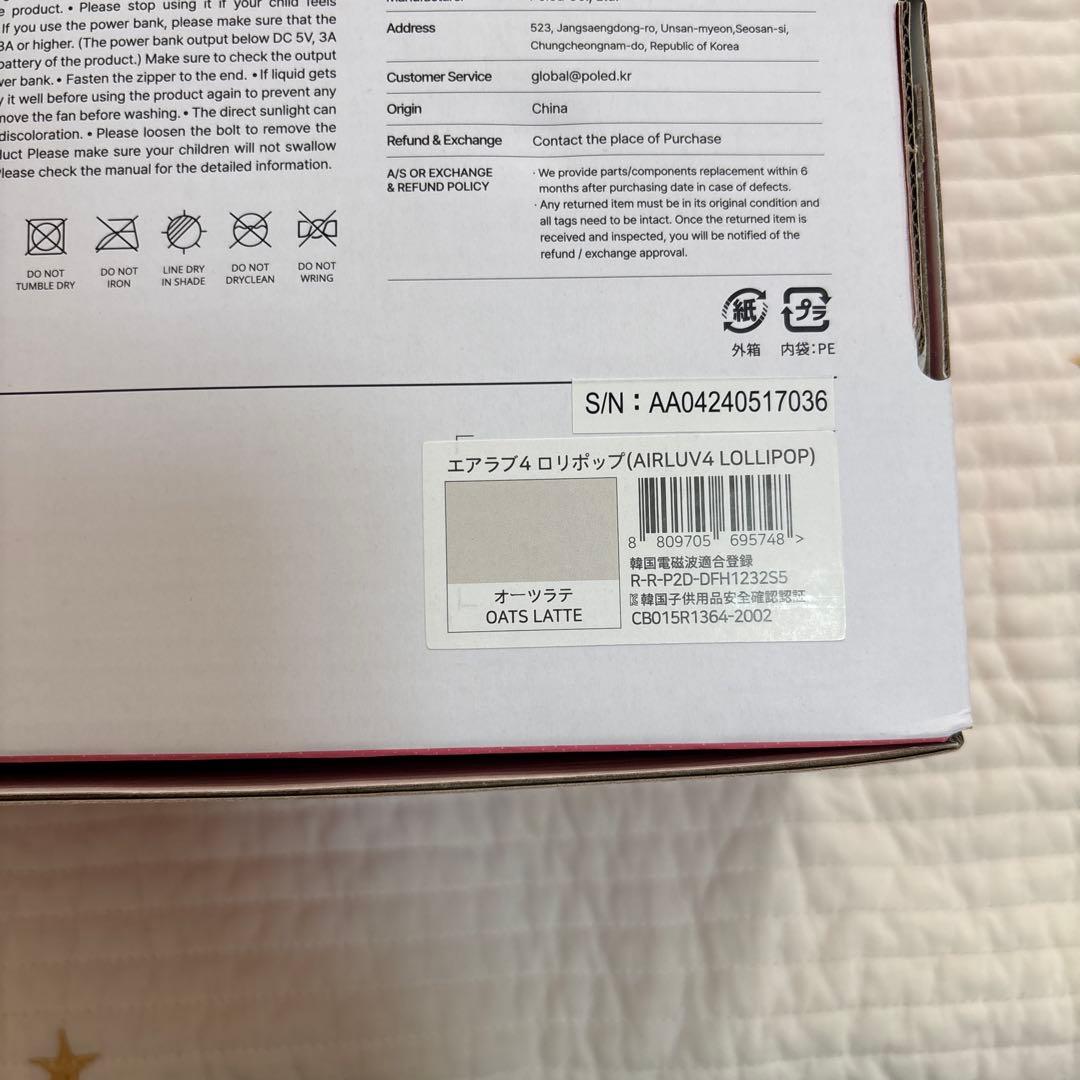 product. • Please stop using it if your child feels
If you use the power bank, please make sure that the
3A or higher. (The power bank output below DC 5V, 3A
battery of the product.) Make sure to check the output
bank. • Fasten the zipper to the end. • If liquid gets
it well before using the product again to prevent any
the fan before washing. • The direct sunlight can
discoloration. • Please loosen the bolt to remove the
Please make sure your children will not swallow
Please check the manual for the detailed information.
DO NOT
TUMBLE DRY
DO NOT
IRON
LINE DRY
IN SHADE
DO NOT
DRYCLEAN
DO NOT
WRING
Address 523, Jangsaengdong-ro, Unsan-myeon,Seosan-si,
Chungcheongnam-do, Republic of Korea
Customer Service global@poled.kr
Origin China
Refund & Exchange Contact the place of Purchase
A/S OR EXCHANGE
& REFUND POLICY
· We provide parts/components replacement within 6
months after purchasing date in case of defects.
· Any returned item must be in its original condition and
all tags need to be intact. Once the returned item is
received and inspected, you will be notified of the
refund / exchange approval.
紙 プラ
外箱 内袋:PE
S/N：AA04240517036
エアラブ4 ロリポップ(AIRLUV4 LOLLIPOP)
オーツラテ
OATS LATTE
8 809705 695748 >
韓国電磁波適合登録
R-R-P2D-DFH1232S5
韓国子供用品安全確認認証
CB015R1364-2002